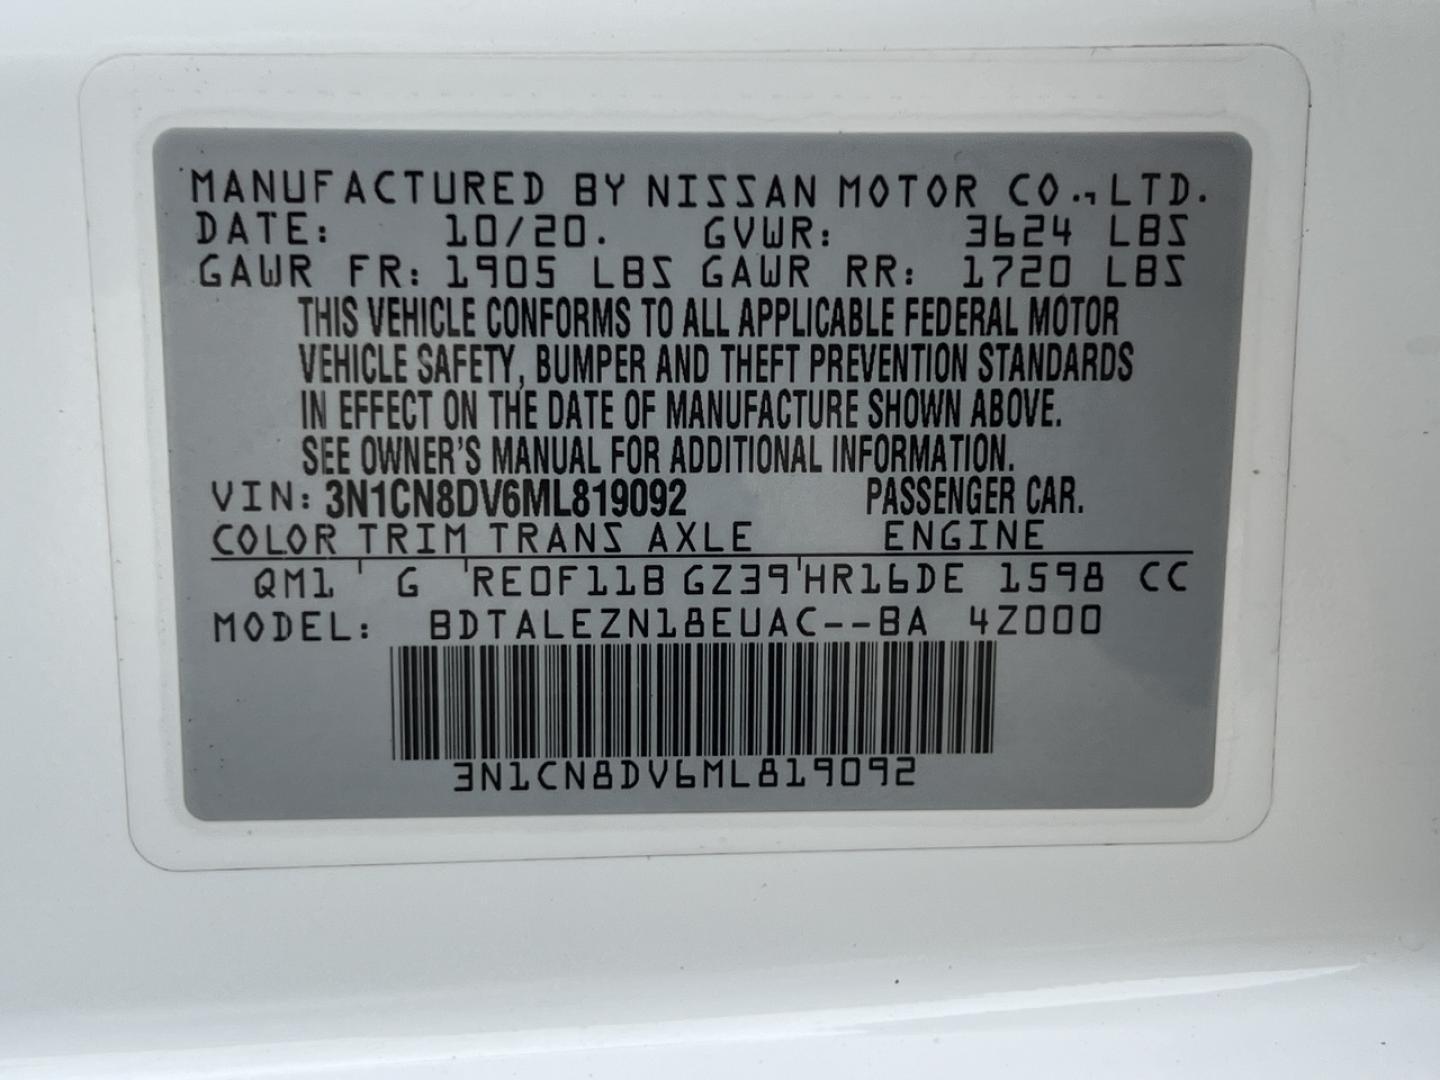 MANUFACTURED BY NISSAN MOTOR CO.,LTD.
DATE: 10/20. GVWR: 3624 LBS
GAWR FR: 1905 LBS GAWR RR: 1720 LBS
THIS VEHICLE CONFORMS TO ALL APPLICABLE FEDERAL MOTOR
VEHICLE SAFETY, BUMPER AND THEFT PREVENTION STANDARDS
IN EFFECT ON THE DATE OF MANUFACTURE SHOWN ABOVE.
SEE OWNER'S MANUAL FOR ADDITIONAL INFORMATION.
VIN: 3N1CN8DV6ML819092 PASSENGER CAR.
COLOR TRIM TRANS AXLE ENGINE
QM1 ' G 'RE0F11B GZ39'HR16DE 1598 CC
MODEL: BDTALEZN18EUAC--BA 4Z000
3N1CN8DV6ML819092